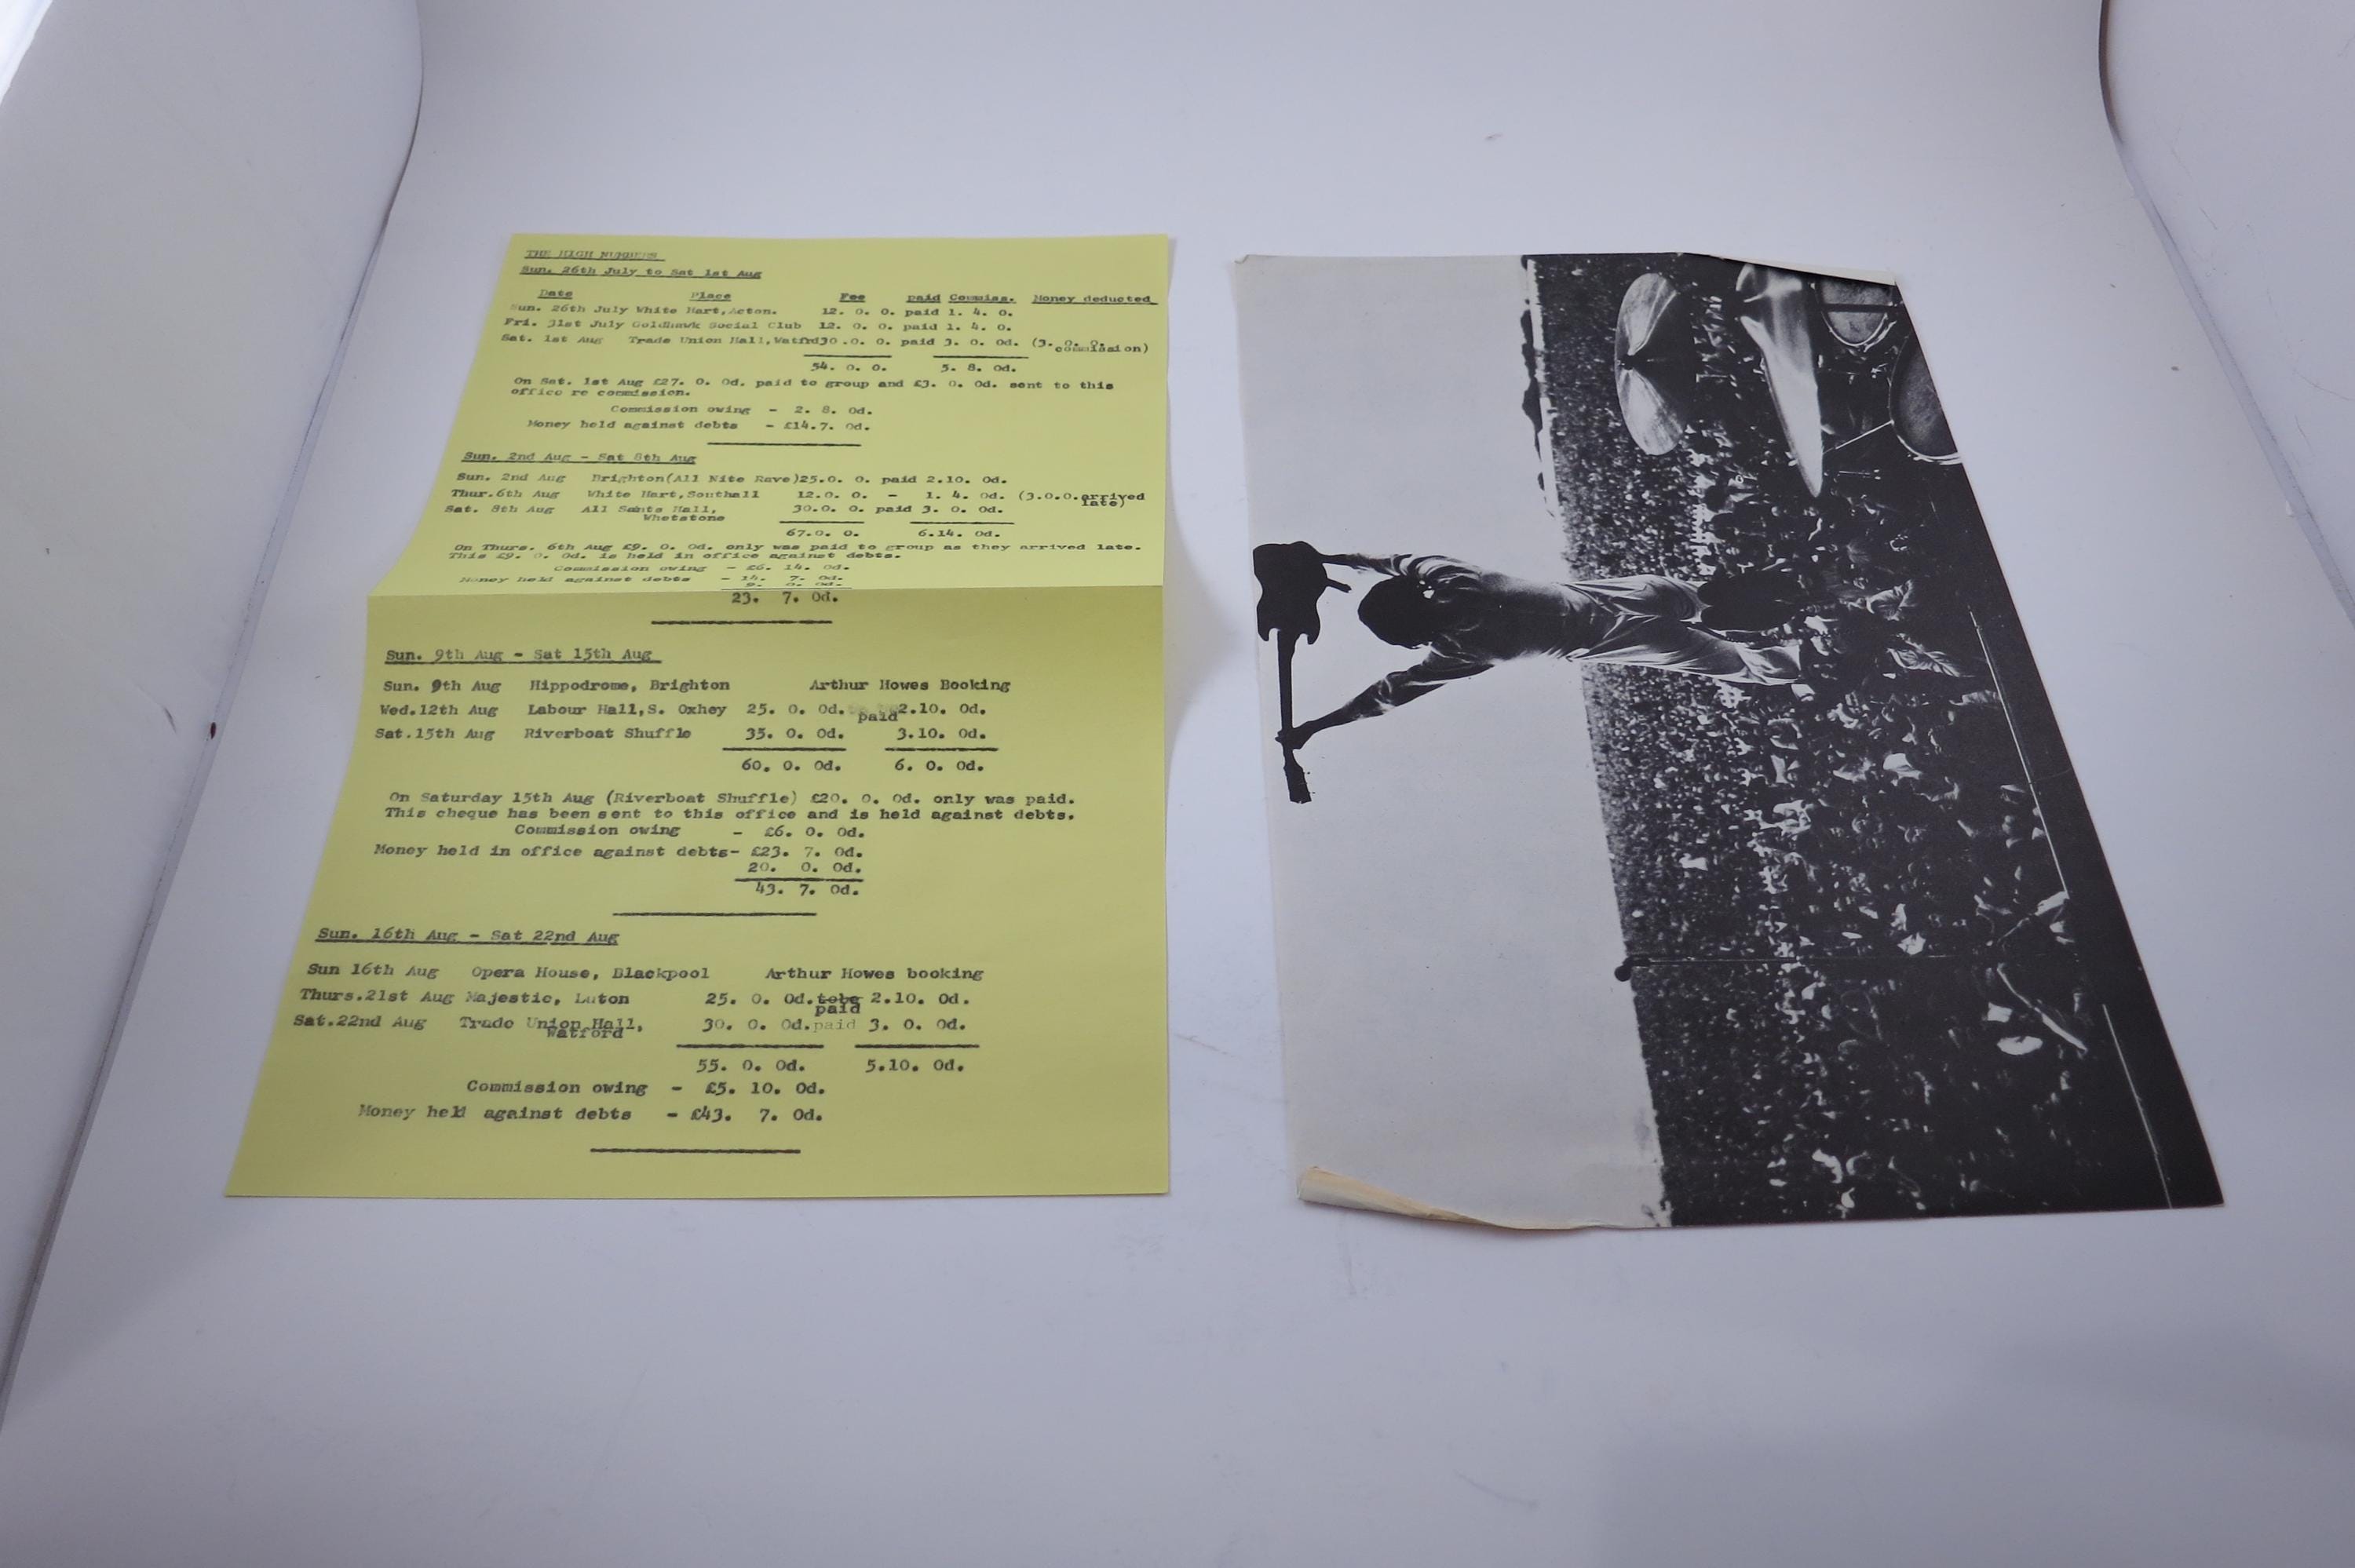 THE HIGH NUMBERS
Sun. 26th July to Sat 1st Aug
Date Place Fee paid Commiss. Money deducted
Sun. 26th July White Hart,Acton. 12. 0. 0. paid 1. 4. 0.
Fri. 31st July Goldhawk Social Club 12. 0. 0. paid 1. 4. 0.
Sat. 1st Aug Trade Union Hall,Watfrd30 .0. 0. paid 3. 0. 0d. (3. 0. 0.
commission)
54. 0. 0. 5. 8. 0d.
On Sat. 1st Aug £27. 0. 0d. paid to group and £3. 0. 0d. sent to this
office re commission.
Commission owing - 2. 8. 0d.
Money held against debts - £14.7. 0d.
Sun. 2nd Aug - Sat 8th Aug
Sun. 2nd Aug Brighton(All Nite Rave)25.0. 0. paid 2.10. 0d.
Thur.6th Aug White Hart,Southall 12.0. 0. - 1. 4. 0d. (3.0.0.arrived
late)
Sat. 8th Aug All Sants Hall, 30.0. 0. paid 3. 0. 0d.
Whetstone
67.0. 0. 6.14. 0d.
On Thurs. 6th Aug £9. 0. 0d. only was paid to group as they arrived late.
This £9. 0. 0d. is held in office against debts.
Commission owing - £6. 14. 0d.
Money held against debts - 14. 7. 0d.
9. 0. 0d.
23. 7. 0d.
Sun. 9th Aug - Sat 15th Aug
Sun. 9th Aug Hippodrome, Brighton Arthur Howes Booking
Wed.12th Aug Labour Hall,S. Oxhey 25. 0. 0d. paid 2.10. 0d.
Sat.15th Aug Riverboat Shuffle 35. 0. 0d. 3.10. 0d.
60. 0. 0d. 6. 0. 0d.
On Saturday 15th Aug (Riverboat Shuffle) £20. 0. 0d. only was paid.
This cheque has been sent to this office and is held against debts.
Commission owing - £6. 0. 0d.
Money held in office against debts- £23. 7. 0d.
20. 0. 0d.
43. 7. 0d.
Sun. 16th Aug - Sat 22nd Aug
Sun 16th Aug Opera House, Blackpool Arthur Howes booking
Thurs.21st Aug Majestic, Luton 25. 0. 0d.tobe 2.10. 0d.
paid
Sat.22nd Aug Trade Union Hall, 30. 0. 0d.paid 3. 0. 0d.
Watford
55. 0. 0d. 5.10. 0d.
Commission owing - £5. 10. 0d.
Money held against debts - £43. 7. 0d.